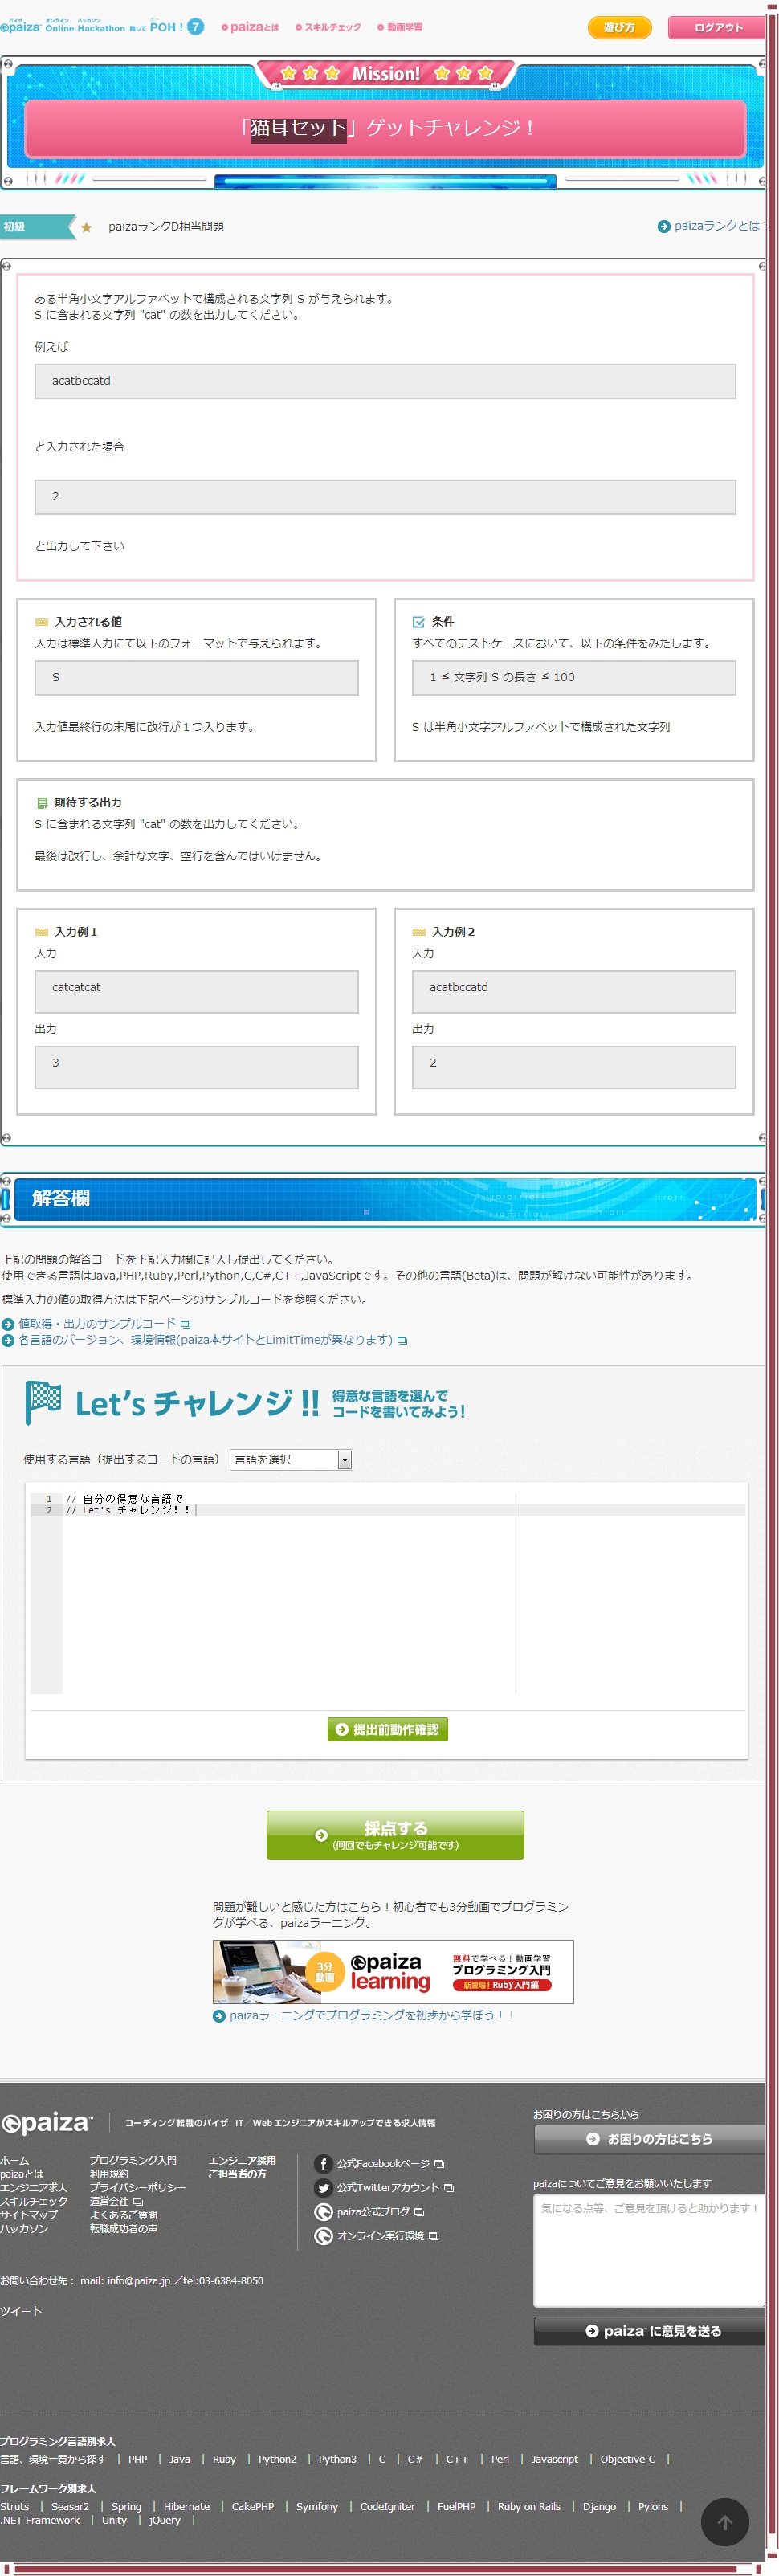 paiza オンライン ハッカソン Online Hackathon 略して POH! 7
paizaとは スキルチェック 動画学習
遊び方 ログアウト
Mission!
「猫耳セット」ゲットチャレンジ！
初級 paizaランクD相当問題
paizaランクとは？
ある半角小文字アルファベットで構成される文字列 S が与えられます。
S に含まれる文字列 "cat" の数を出力してください。
例えば
acatbccatd
と入力された場合
2
と出力して下さい
入力される値
入力は標準入力にて以下のフォーマットで与えられます。
S
入力値最終行の末尾に改行が１つ入ります。
条件
すべてのテストケースにおいて、以下の条件をみたします。
1 ≦ 文字列 S の長さ ≦ 100
S は半角小文字アルファベットで構成された文字列
期待する出力
S に含まれる文字列 "cat" の数を出力してください。
最後は改行し、余計な文字、空行を含んではいけません。
入力例１
入力
catcatcat
出力
3
入力例２
入力
acatbccatd
出力
2
解答欄
上記の問題の解答コードを下記入力欄に記入し提出してください。
使用できる言語はJava,PHP,Ruby,Perl,Python,C,C#,C++,JavaScriptです。その他の言語(Beta)は、問題が解けない可能性があります。
標準入力の値の取得方法は下記ページのサンプルコードを参照ください。
値取得・出力のサンプルコード
各言語のバージョン、環境情報(paiza本サイトとLimitTimeが異なります)
Let's チャレンジ!! 得意な言語を選んで
コードを書いてみよう!
使用する言語（提出するコードの言語） 言語を選択
1 // 自分の得意な言語で
2 // Let's チャレンジ！！
提出前動作確認
採点する
(何回でもチャレンジ可能です)
問題が難しいと感じた方はこちら！初心者でも3分動画でプログラミン
グが学べる、paizaラーニング。
3分動画 paiza learning 無料で学べる！動画学習
プログラミング入門
新登場！Ruby入門編
paizaラーニングでプログラミングを初歩から学ぼう！！
paiza コーディング転職のパイザ IT／Webエンジニアがスキルアップできる求人情報
ホーム
paizaとは
エンジニア求人
スキルチェック
サイトマップ
ハッカソン
プログラミング入門
利用規約
プライバシーポリシー
運営会社
よくあるご質問
転職成功者の声
エンジニア採用
ご担当者の方
公式Facebookページ
公式Twitterアカウント
paiza公式ブログ
オンライン実行環境
お困りの方はこちらから
お困りの方はこちら
paizaについてご意見をお願いいたします
気になる点等、ご意見を頂けると助かります！
paizaに意見を送る
お問い合わせ先： mail: info@paiza.jp ／tel:03-6384-8050
ツイート
プログラミング言語別求人
言語、環境一覧から探す | PHP | Java | Ruby | Python2 | Python3 | C | C# | C++ | Perl | Javascript | Objective-C |
フレームワーク別求人
Struts | Seasar2 | Spring | Hibernate | CakePHP | Symfony | CodeIgniter | FuelPHP | Ruby on Rails | Django | Pylons |
.NET Framework | Unity | jQuery |